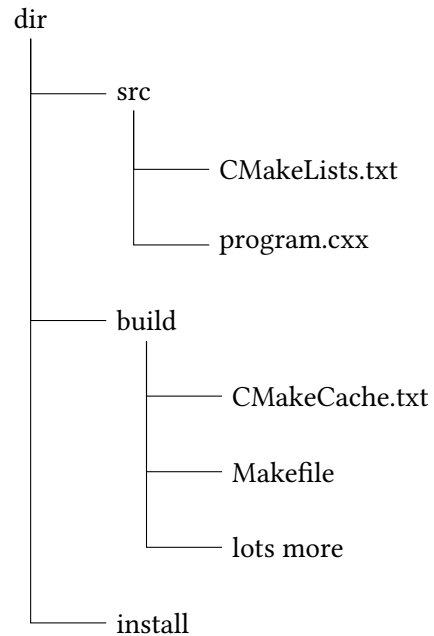 dir
src
CMakeLists.txt
program.cxx
build
CMakeCache.txt
Makefile
lots more
install